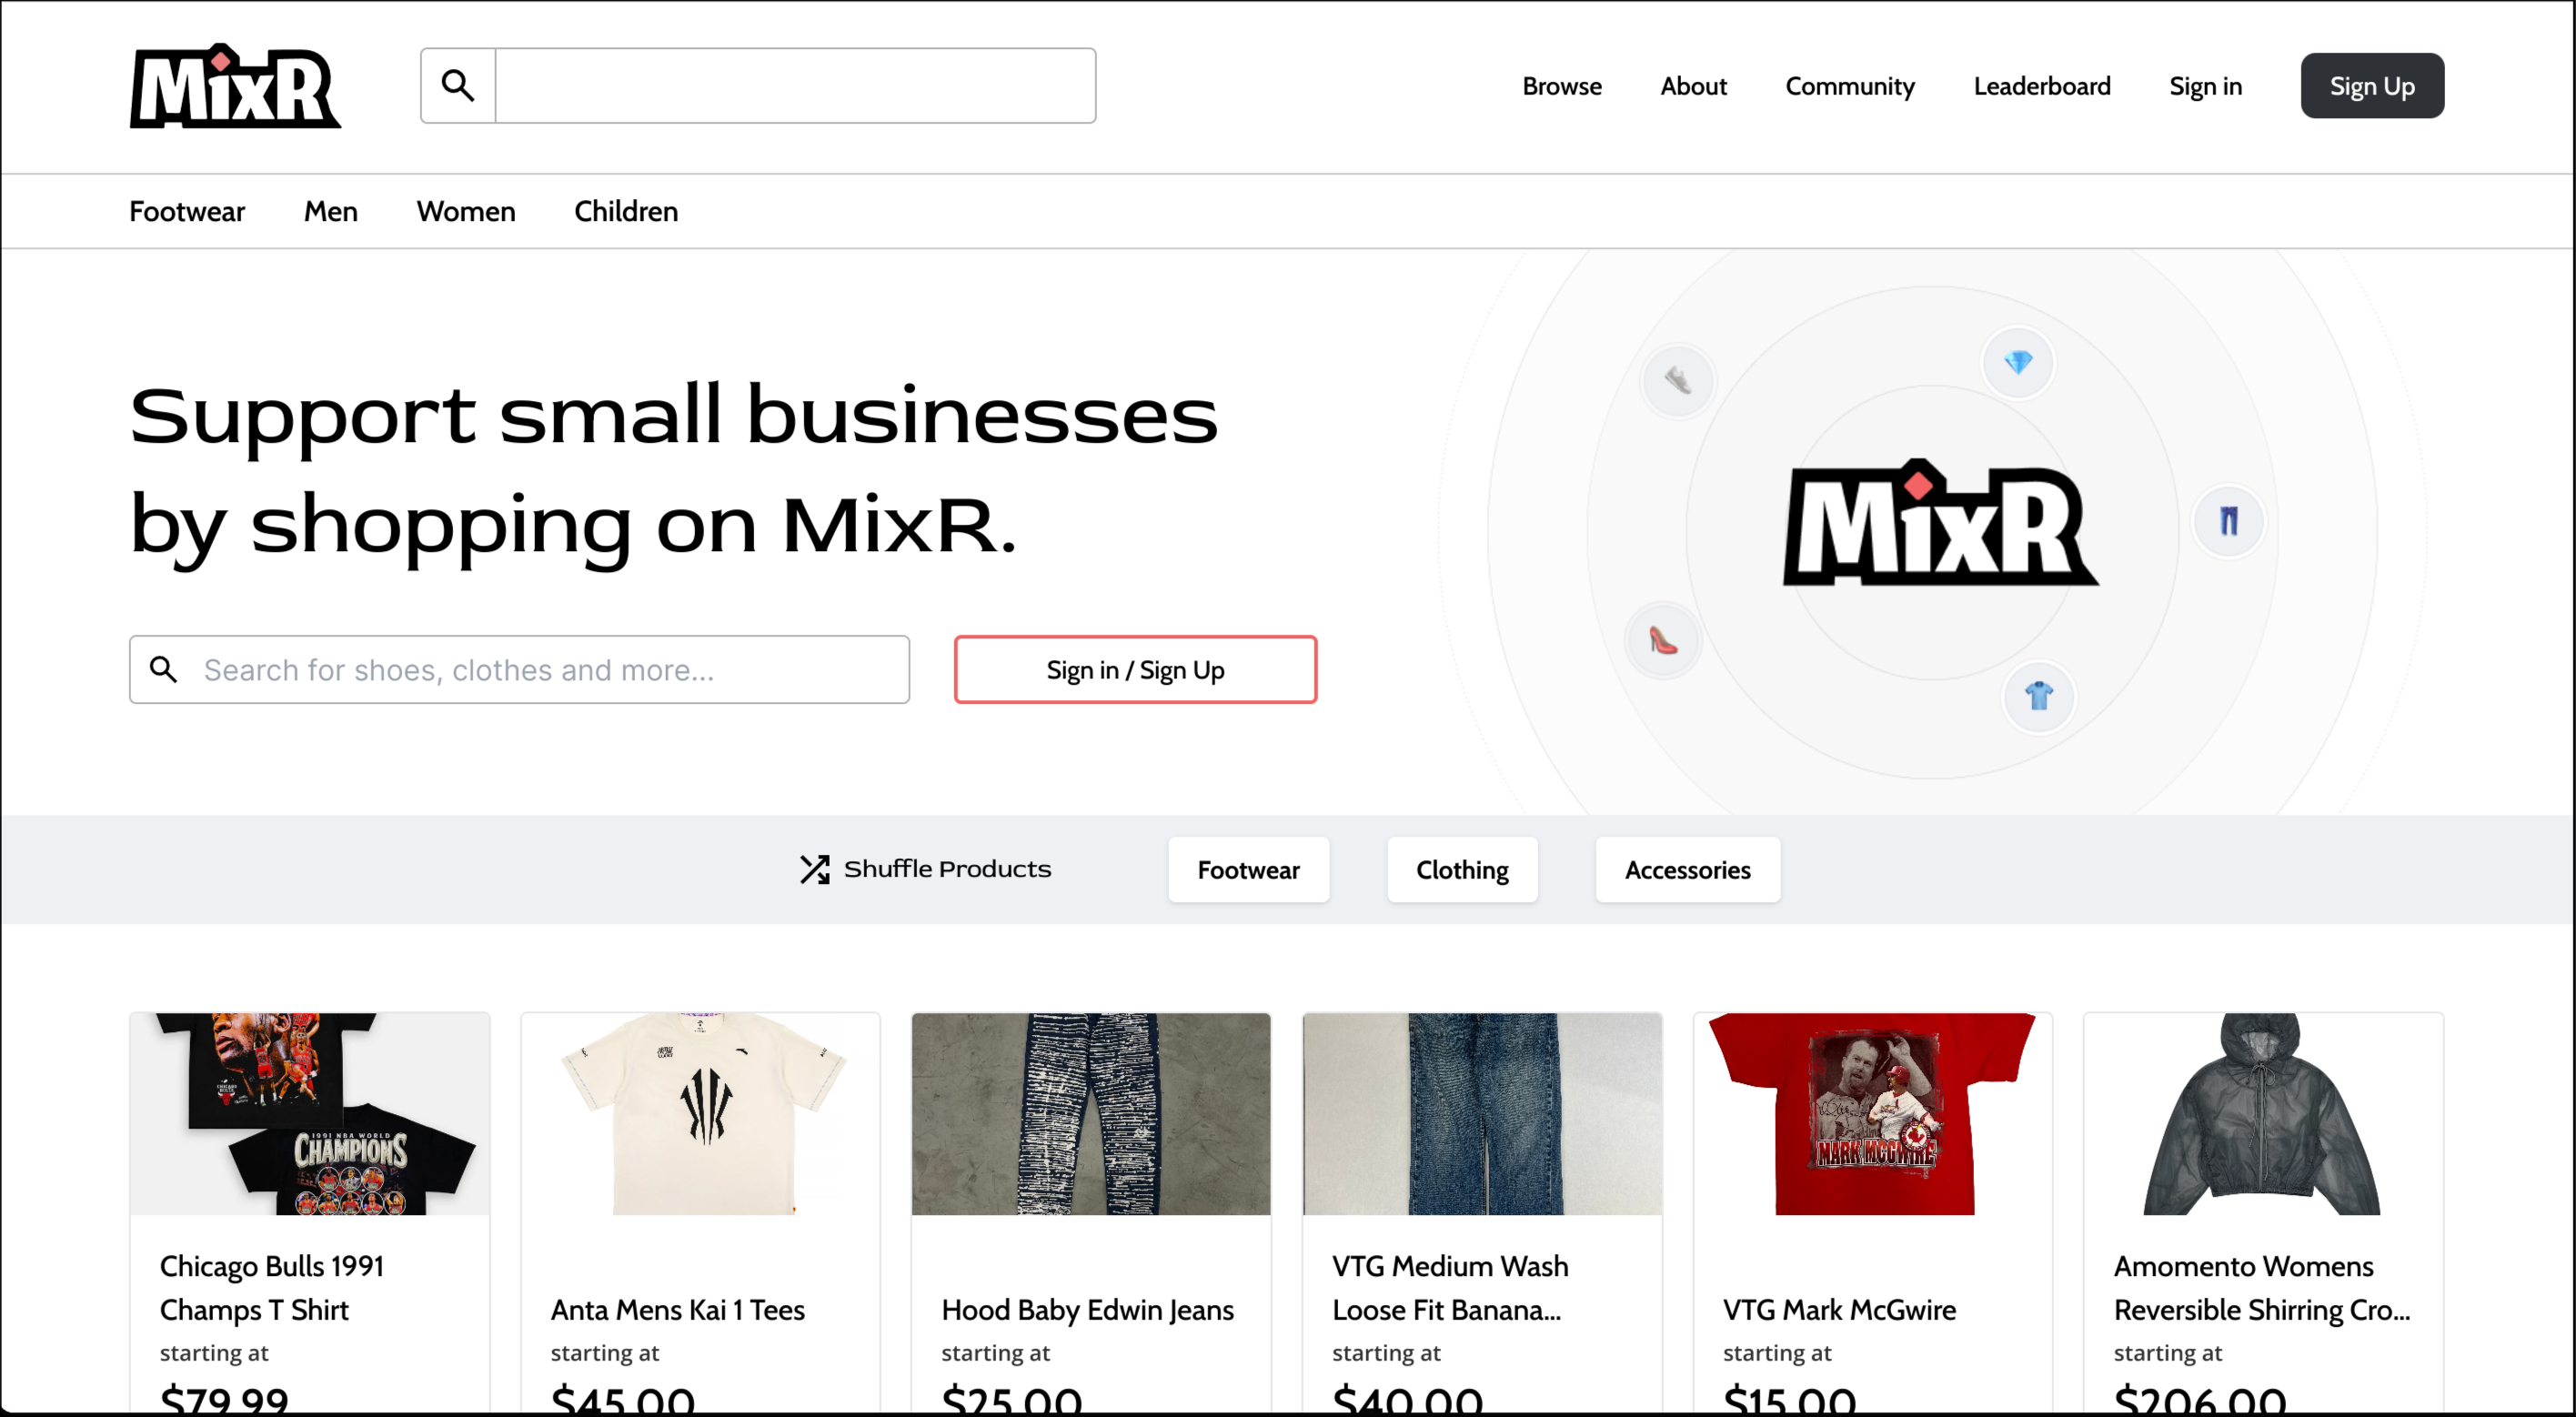 MixR
Browse
About
Community
Leaderboard
Sign in
Sign Up
Footwear
Men
Women
Children
Support small businesses
by shopping on MixR.
MixR
Search for shoes, clothes and more...
Sign in / Sign Up
Shuffle Products
Footwear
Clothing
Accessories
1991 NBA WORLD
CHAMPIONS
MARK MCGWIRE
Chicago Bulls 1991
Champs T Shirt
starting at
$79.99
Anta Mens Kai 1 Tees
starting at
$45.00
Hood Baby Edwin Jeans
starting at
$25.00
VTG Medium Wash
Loose Fit Banana...
starting at
$40.00
VTG Mark McGwire
starting at
$15.00
Amomento Womens
Reversible Shirring Cro...
starting at
$206.00